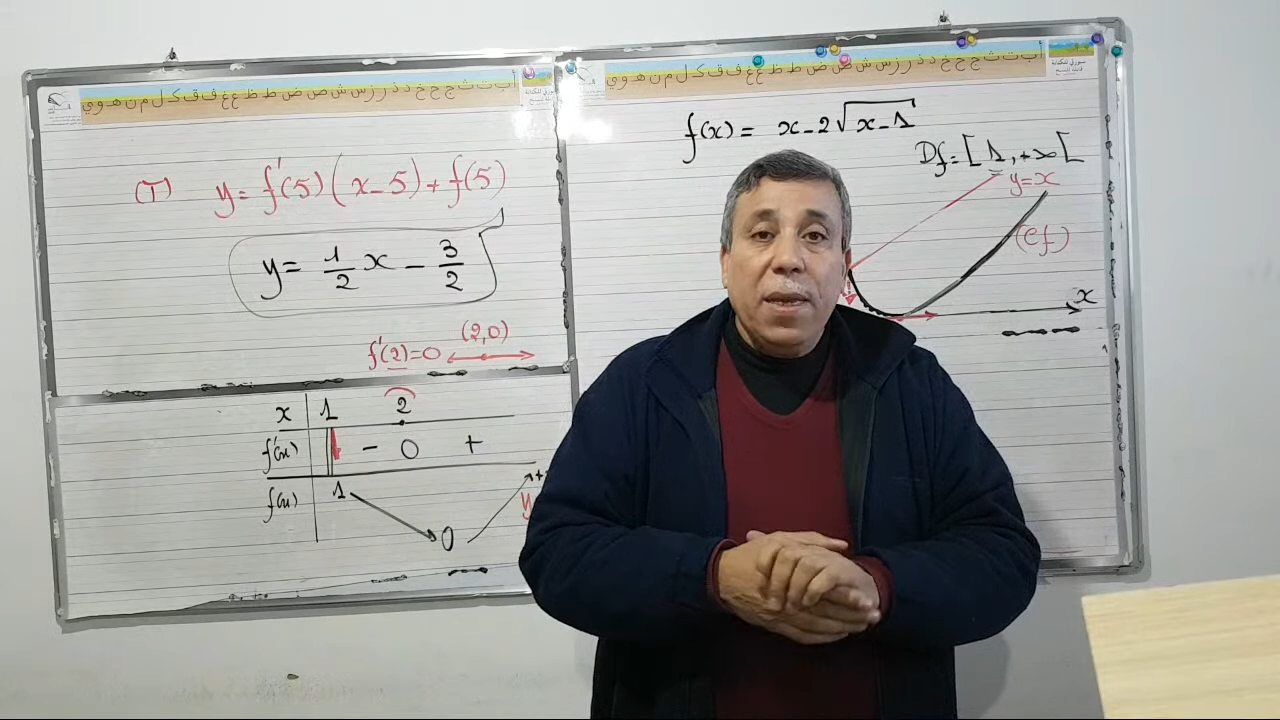 أ ب ت ث ج ح خ د ذ ر ز س ش ص ض ط ظ ع غ ف ق ك ل م ن ه و ي
(T) y = f'(5)(x-5)+f(5)
y = 1/2 x - 3/2
f'(2)=0
(2,0)
x 1 2
f'(x) - 0 +
f(x) 1 0 +
y
أ ب ت ث ج ح خ د ذ ر ز س ش ص ض ط ظ ع غ ف ق ك ل م ن ه و ي
f(x) = x-2√(x-1)
Df=[1,+∞[
y=x
(Cf)
x